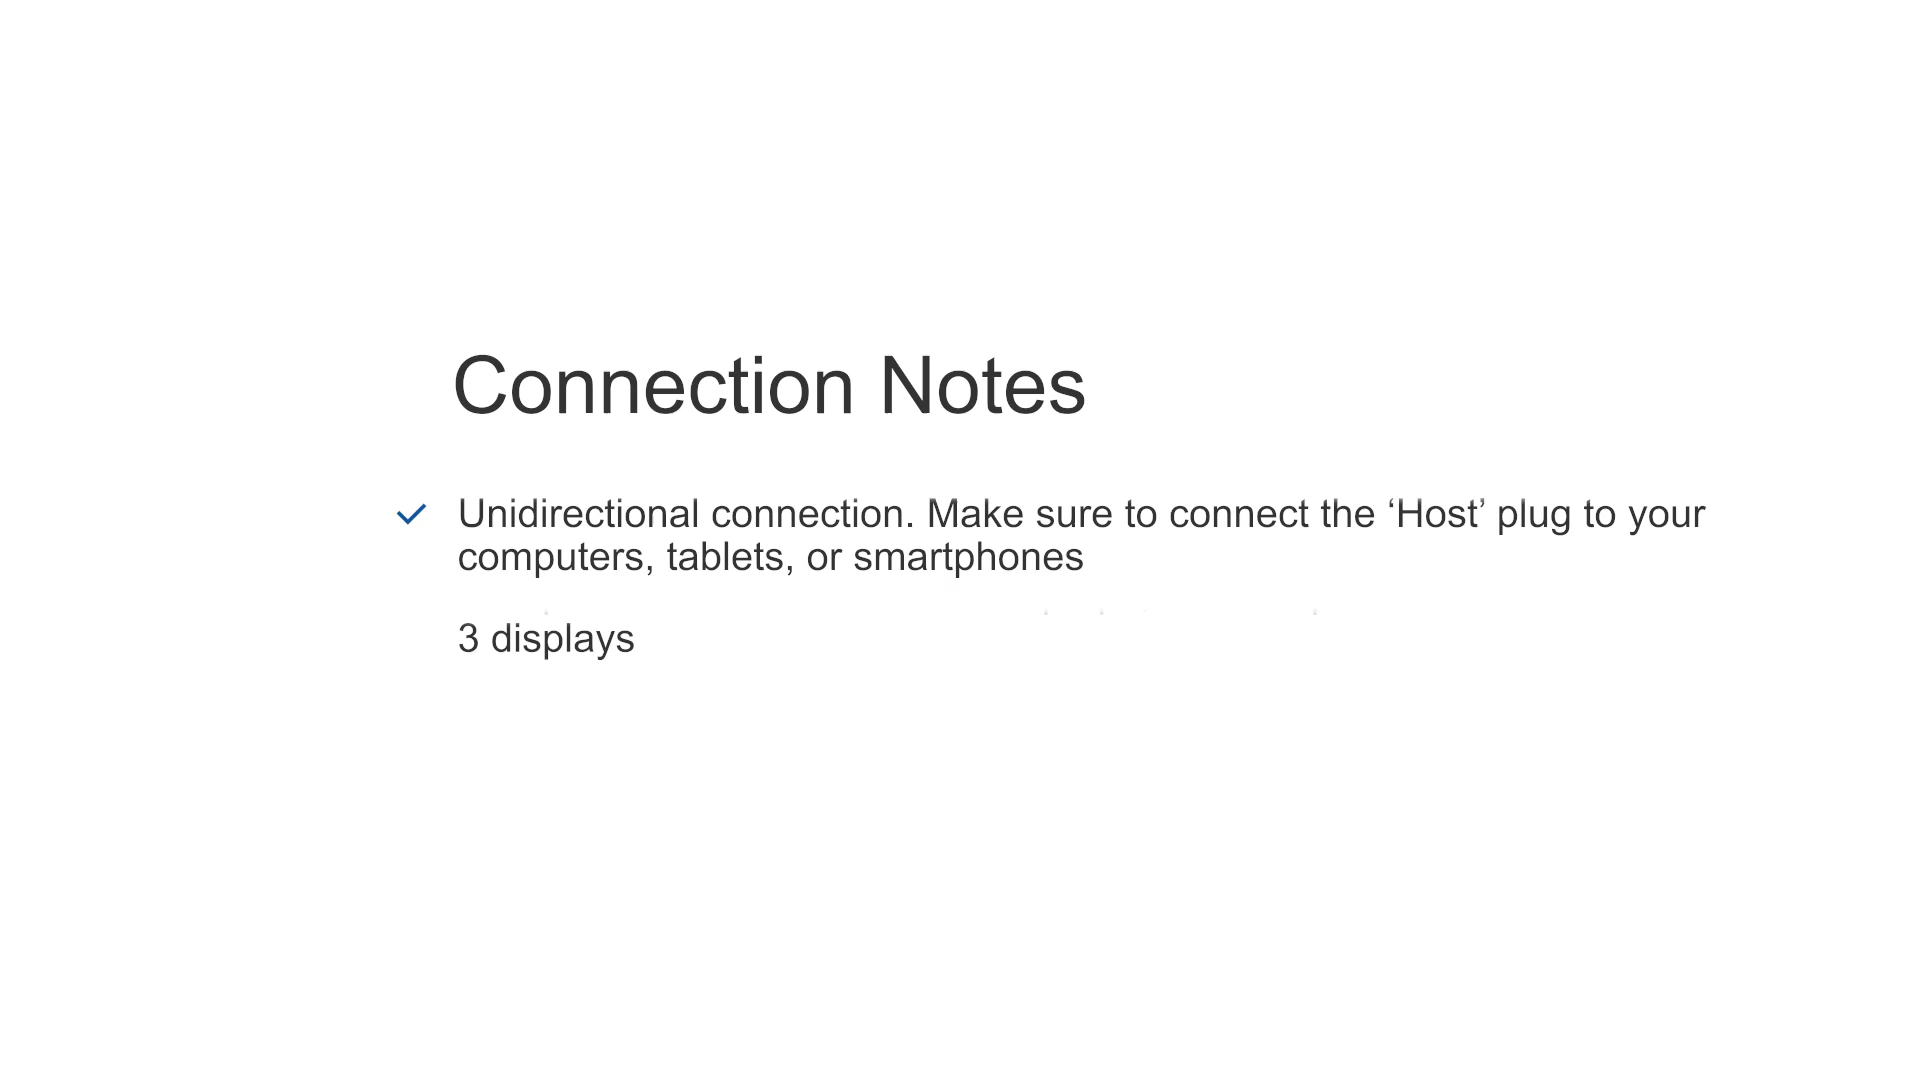 Connection Notes
Unidirectional connection. Make sure to connect the ‘Host’ plug to your
computers, tablets, or smartphones
3 displays